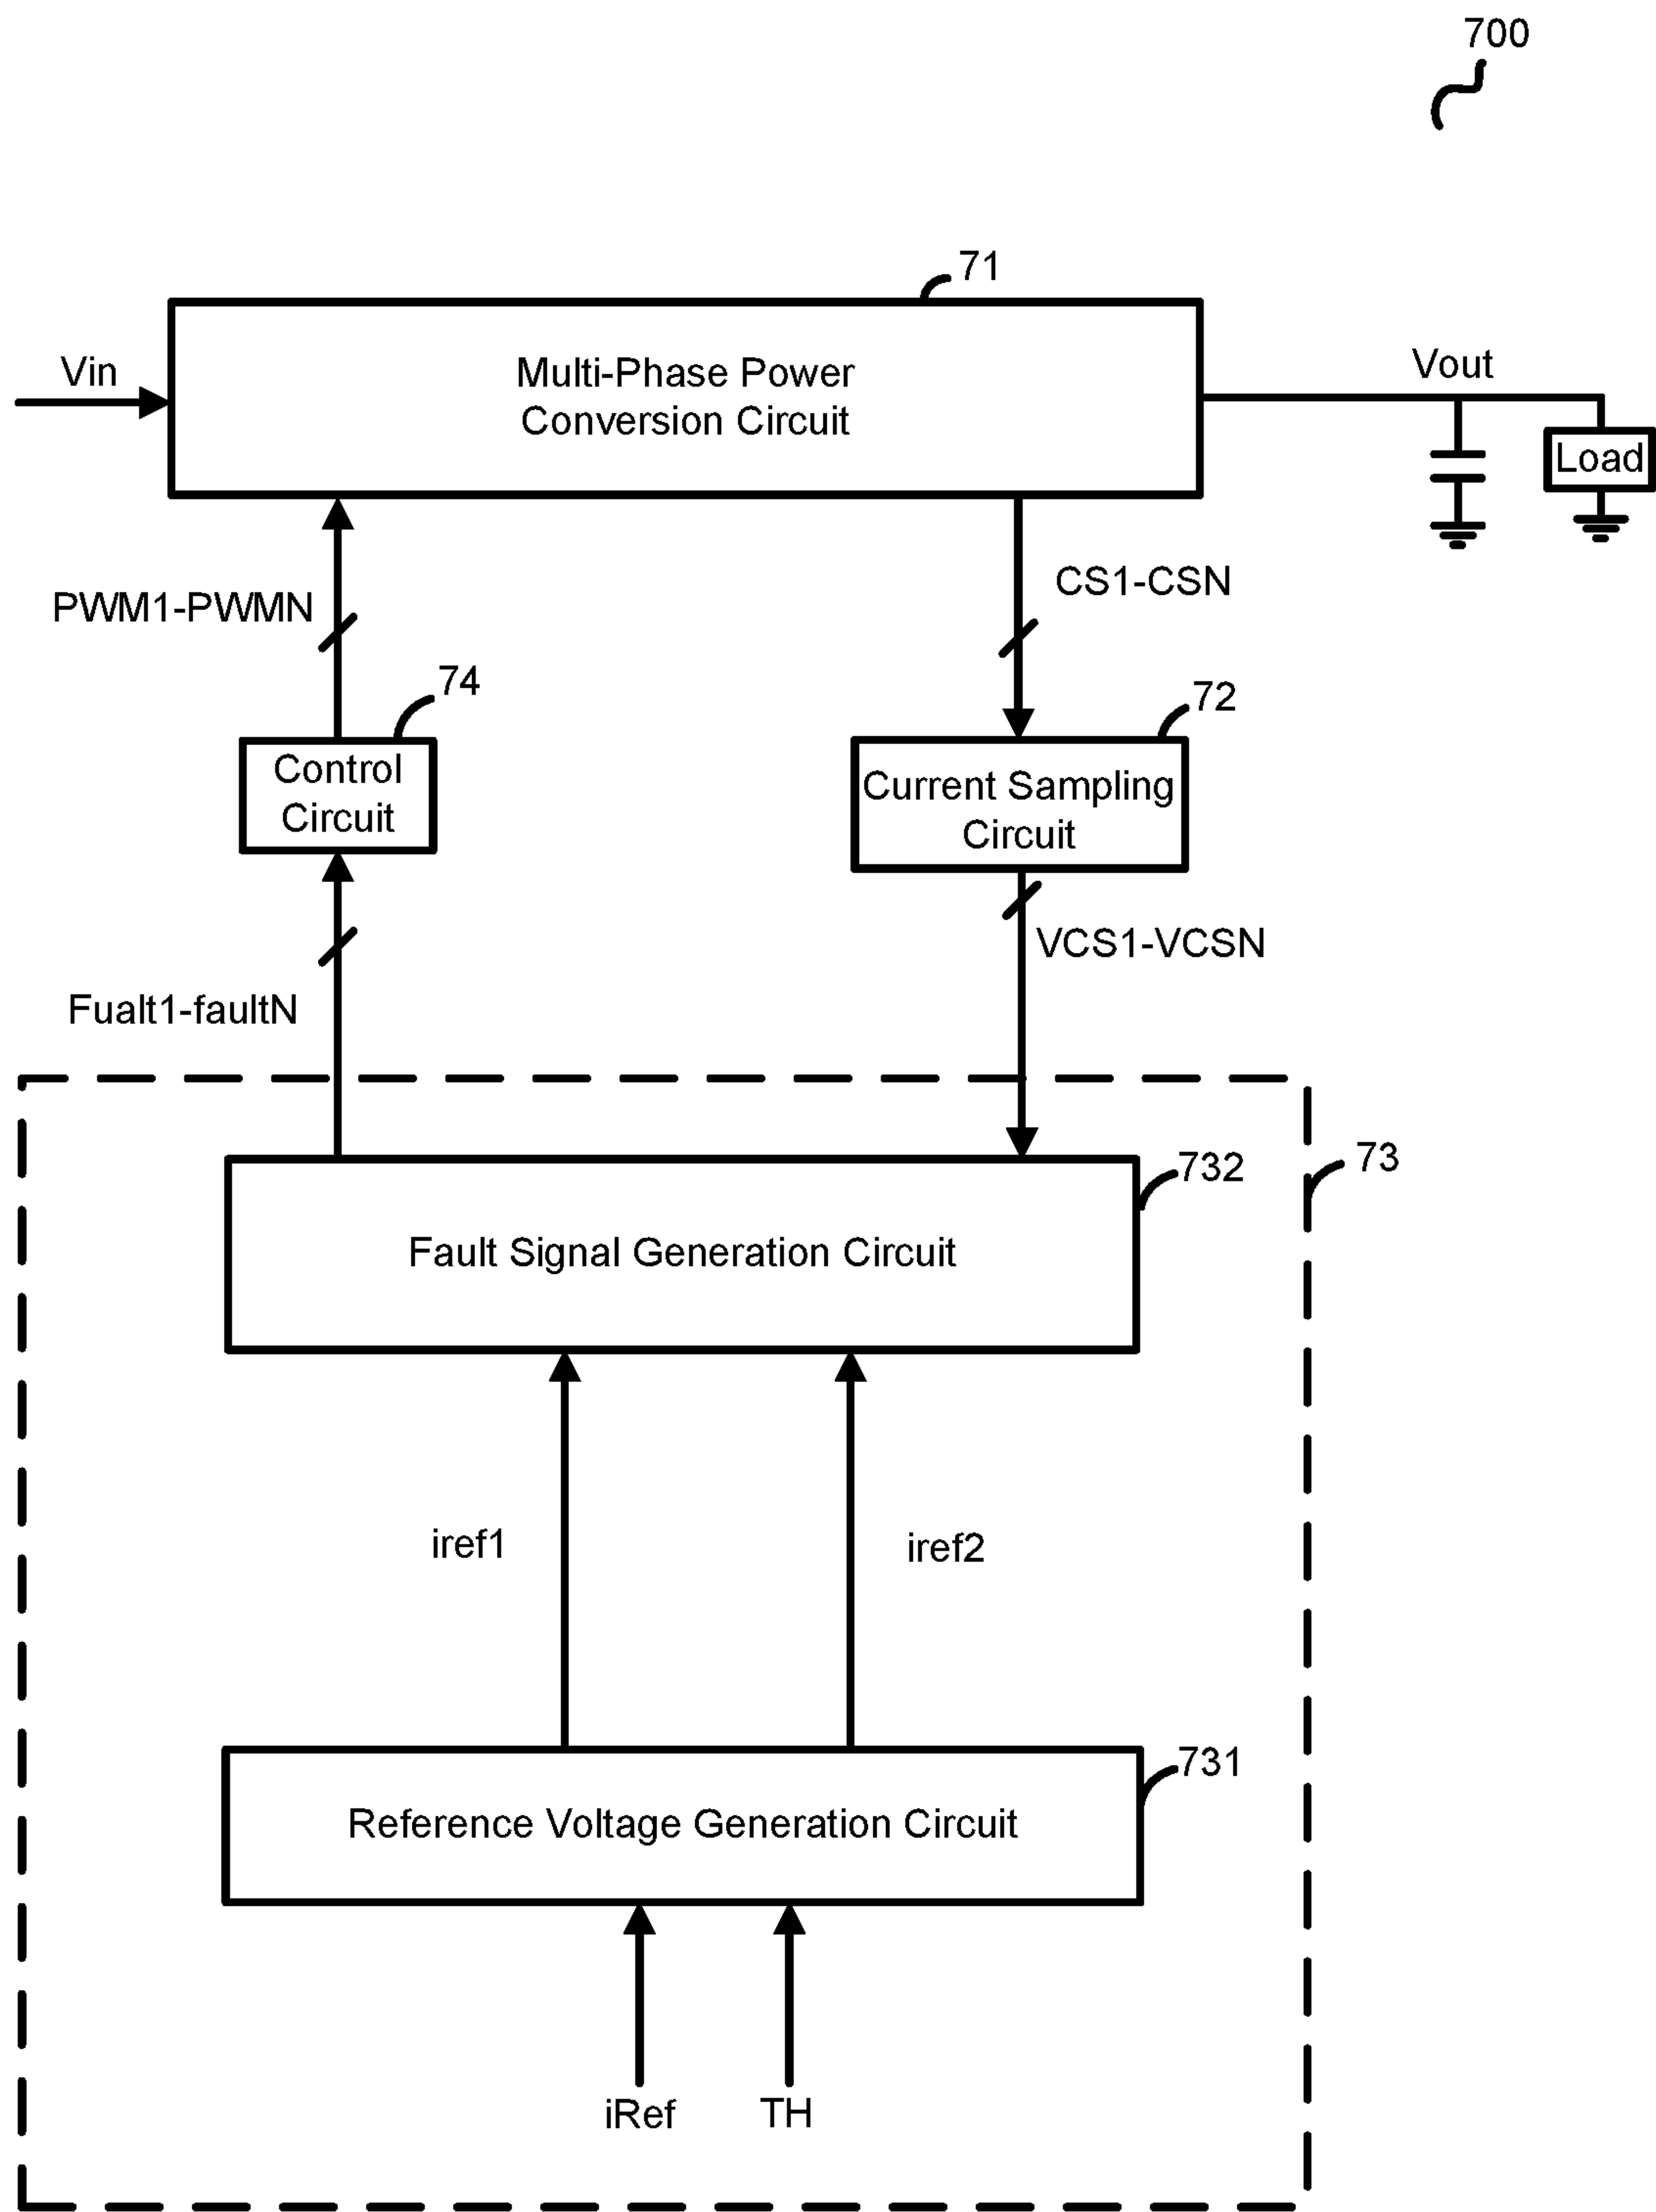 700
71
Vin
Multi-Phase Power
Conversion Circuit
Vout
Load
PWM1-PWMN
CS1-CSN
74
72
Control
Circuit
Current Sampling
Circuit
VCS1-VCSN
Fualt1-faultN
73
732
Fault Signal Generation Circuit
iref1
iref2
731
Reference Voltage Generation Circuit
iRef
TH